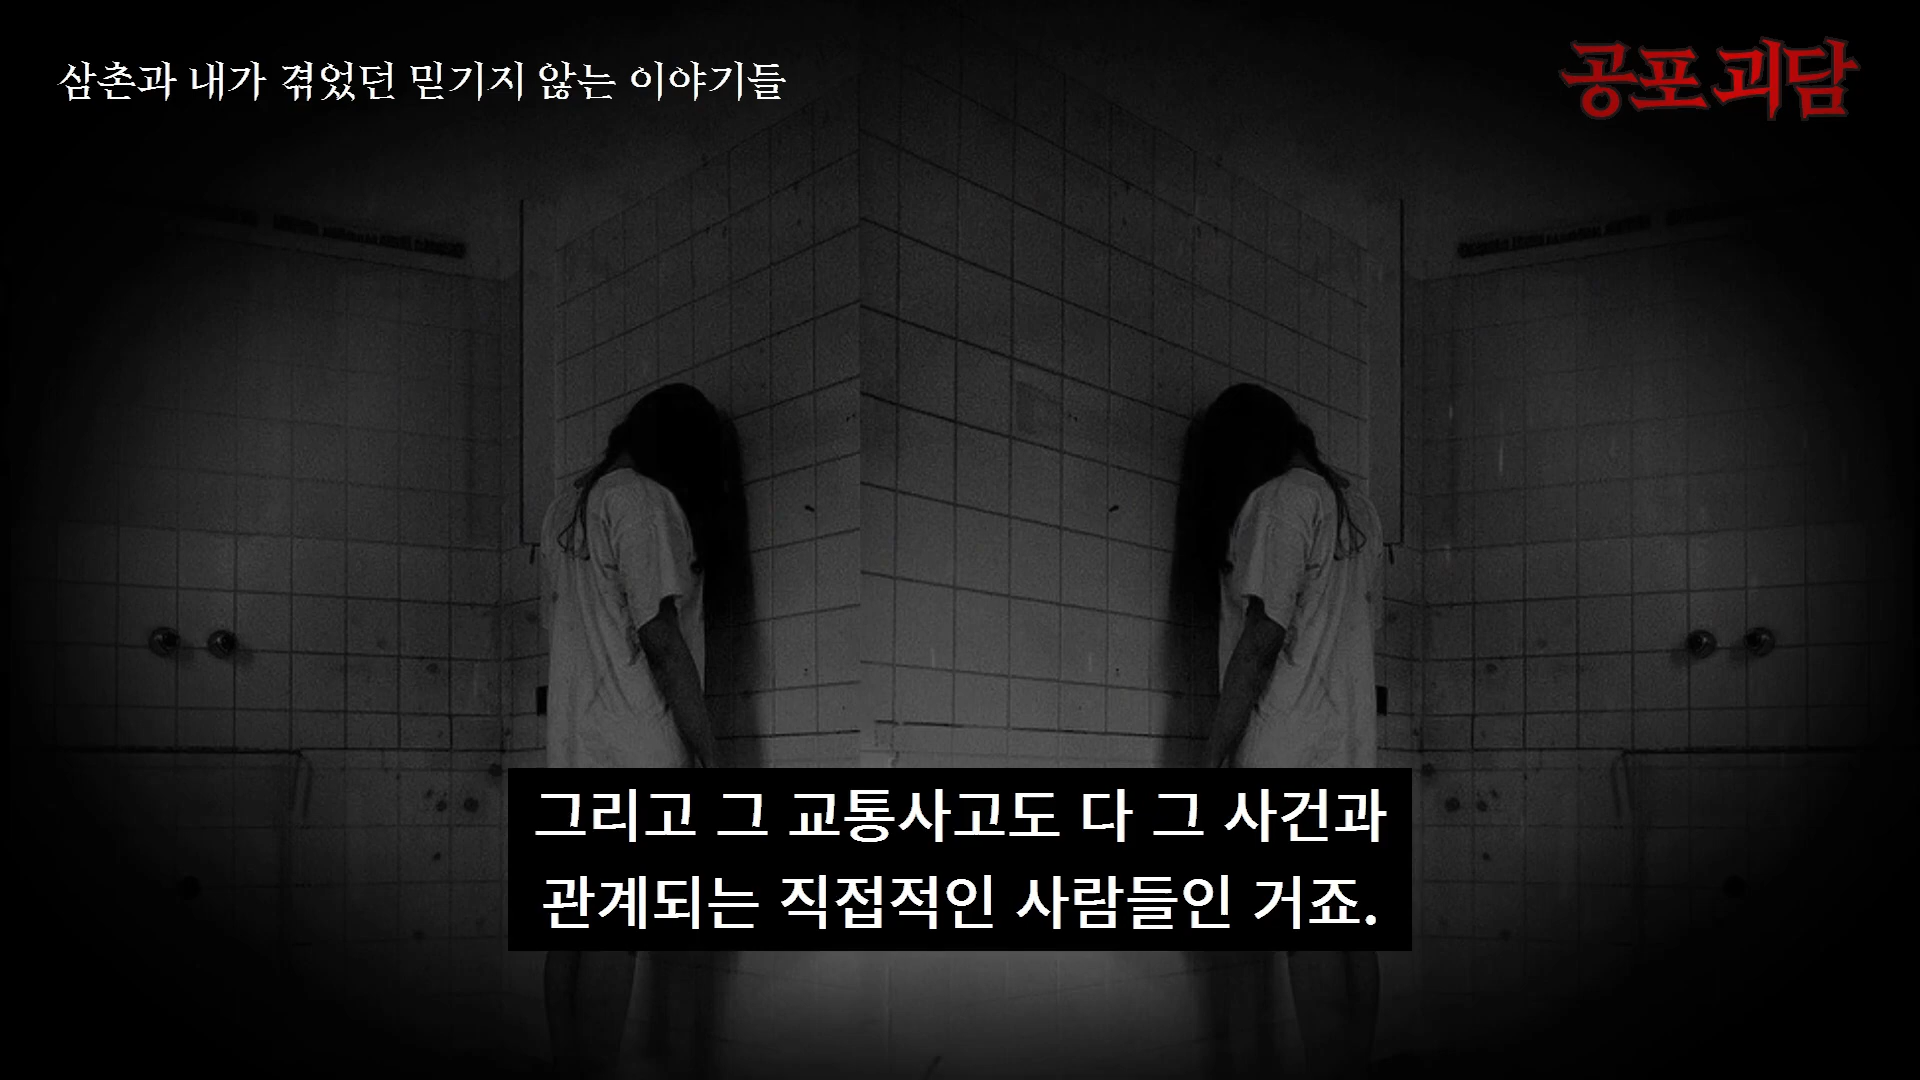 삼촌과 내가 겪었던 믿기지 않는 이야기들
공포괴담
그리고 그 교통사고도 다 그 사건과
관계되는 직접적인 사람들인 거죠.